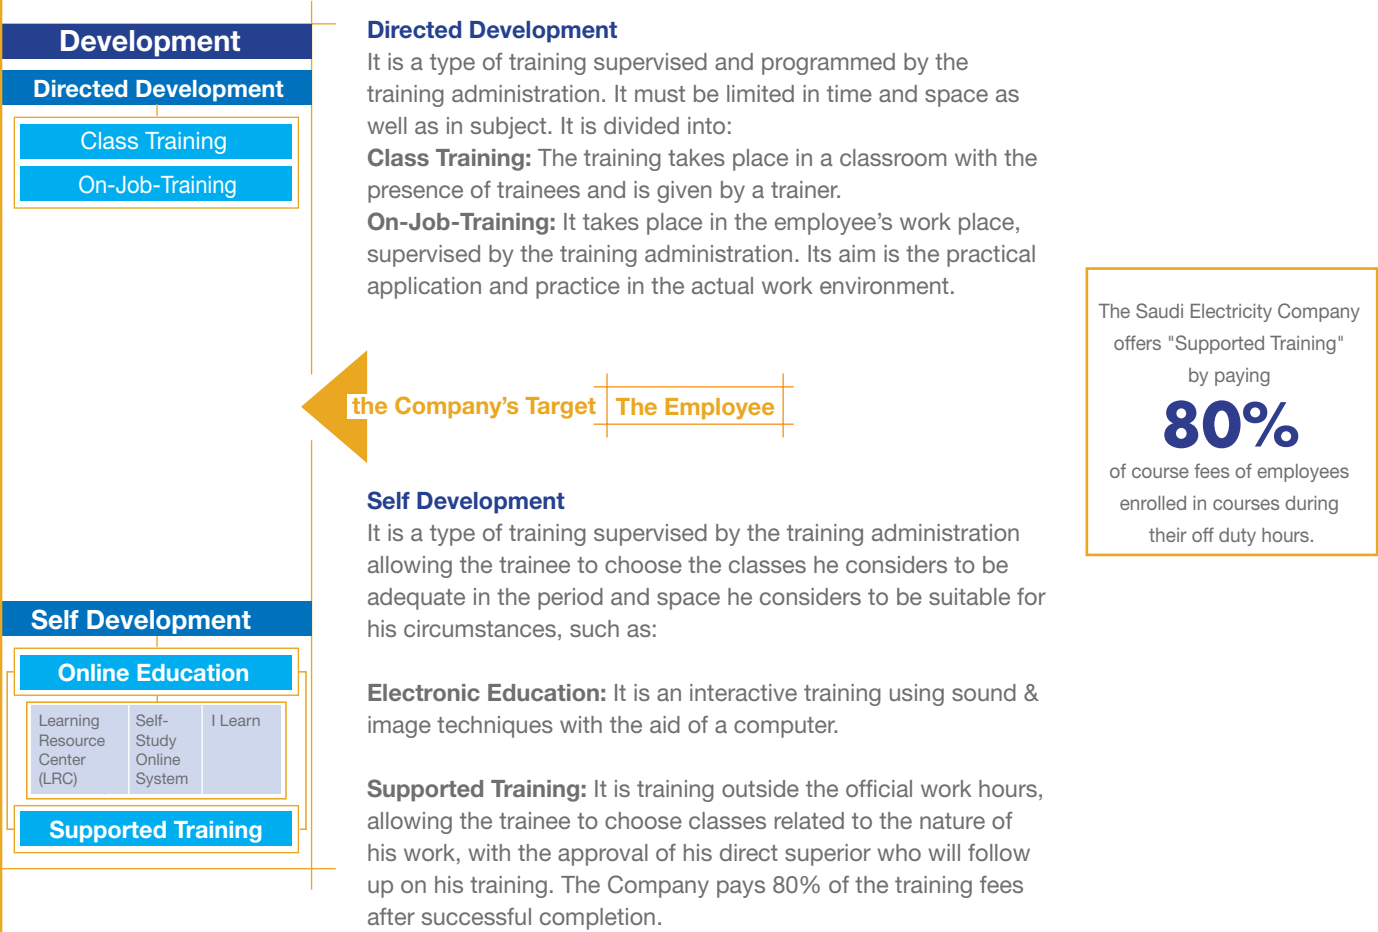 Development
Directed Development
Class Training
On-Job-Training
Directed Development
It is a type of training supervised and programmed by the
training administration. It must be limited in time and space as
well as in subject. It is divided into:
Class Training: The training takes place in a classroom with the
presence of trainees and is given by a trainer.
On-Job-Training: It takes place in the employee’s work place,
supervised by the training administration. Its aim is the practical
application and practice in the actual work environment.
the Company’s Target The Employee
The Saudi Electricity Company
offers "Supported Training"
by paying
80%
of course fees of employees
enrolled in courses during
their off duty hours.
Self Development
It is a type of training supervised by the training administration
allowing the trainee to choose the classes he considers to be
adequate in the period and space he considers to be suitable for
his circumstances, such as:
Electronic Education: It is an interactive training using sound &
image techniques with the aid of a computer.
Supported Training: It is training outside the official work hours,
allowing the trainee to choose classes related to the nature of
his work, with the approval of his direct superior who will follow
up on his training. The Company pays 80% of the training fees
after successful completion.
Self Development
Online Education
Learning
Resource
Center
(LRC)
Self-
Study
Online
System
I Learn
Supported Training